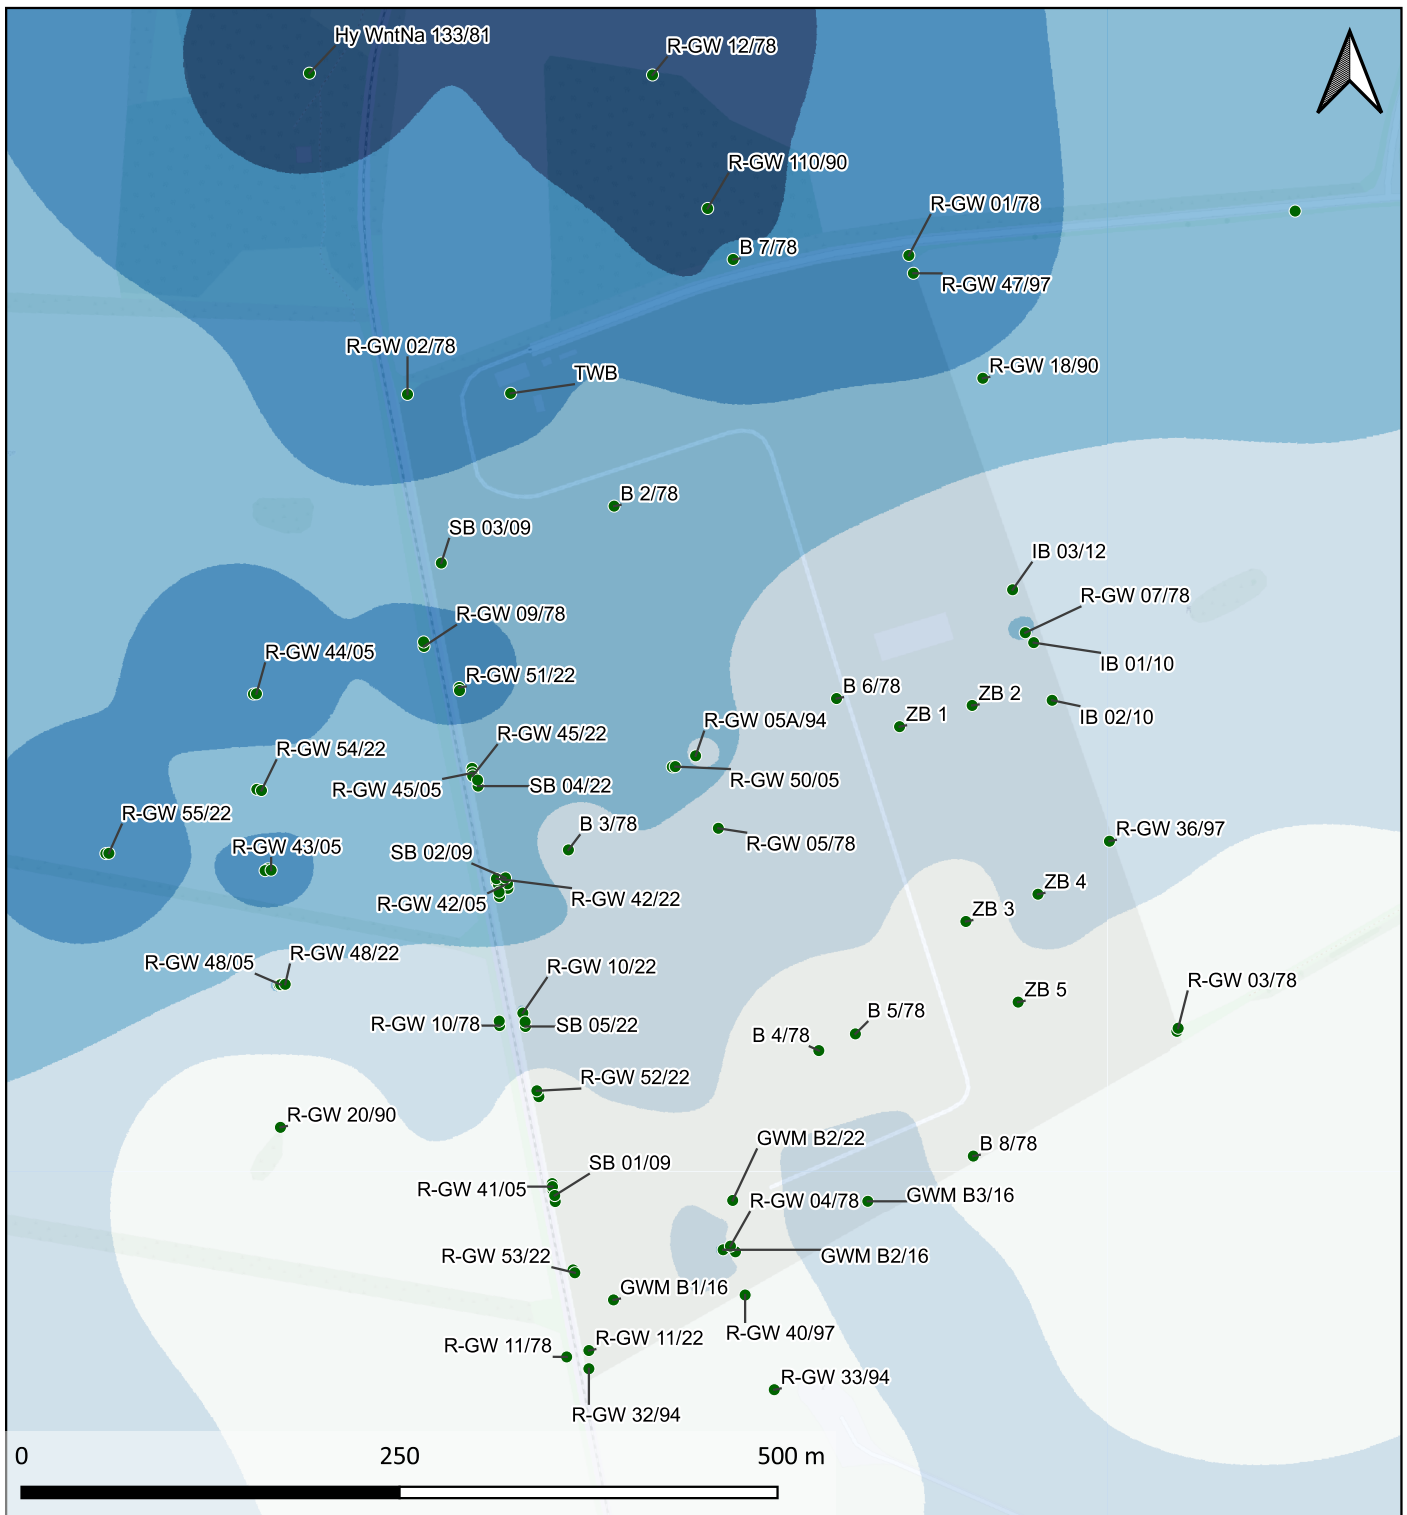 Hy WntNa 133/81
R-GW 12/78
R-GW 110/90
R-GW 01/78
B 7/78
R-GW 47/97
R-GW 02/78
TWB
R-GW 18/90
B 2/78
SB 03/09
IB 03/12
R-GW 07/78
R-GW 09/78
R-GW 44/05
IB 01/10
R-GW 51/22
B 6/78
ZB 2
ZB 1
IB 02/10
R-GW 05A/94
R-GW 45/22
R-GW 54/22
R-GW 50/05
R-GW 45/05
SB 04/22
R-GW 55/22
B 3/78
R-GW 36/97
R-GW 05/78
R-GW 43/05
SB 02/09
ZB 4
R-GW 42/22
R-GW 42/05
ZB 3
R-GW 48/22
R-GW 48/05
R-GW 10/22
R-GW 03/78
ZB 5
B 5/78
R-GW 10/78
SB 05/22
B 4/78
R-GW 52/22
R-GW 20/90
GWM B2/22
B 8/78
SB 01/09
R-GW 41/05
GWM B3/16
R-GW 04/78
R-GW 53/22
GWM B2/16
GWM B1/16
R-GW 40/97
R-GW 11/22
R-GW 11/78
R-GW 33/94
R-GW 32/94
0 250 500 m